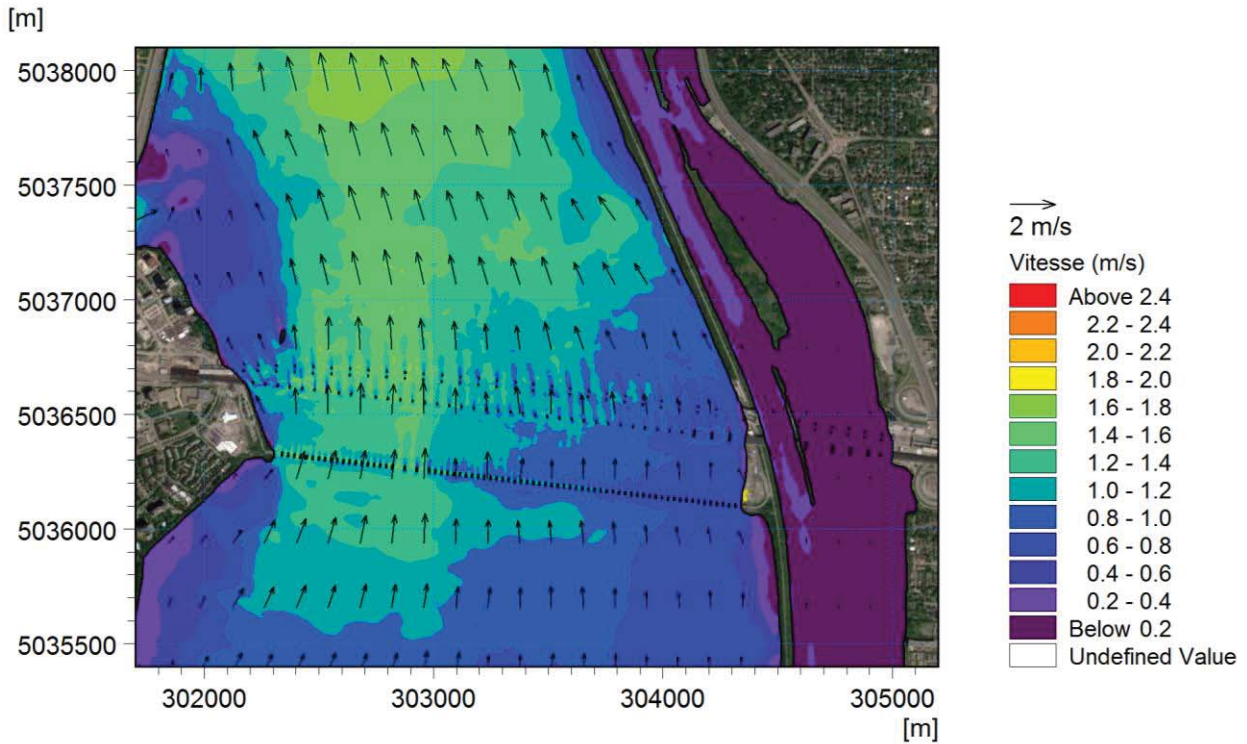 [m]
5038000
5037500
5037000
5036500
5036000
5035500
302000 303000 304000 305000
[m]
2 m/s
Vitesse (m/s)
Above 2.4
2.2 - 2.4
2.0 - 2.2
1.8 - 2.0
1.6 - 1.8
1.4 - 1.6
1.2 - 1.4
1.0 - 1.2
0.8 - 1.0
0.6 - 0.8
0.4 - 0.6
0.2 - 0.4
Below 0.2
Undefined Value